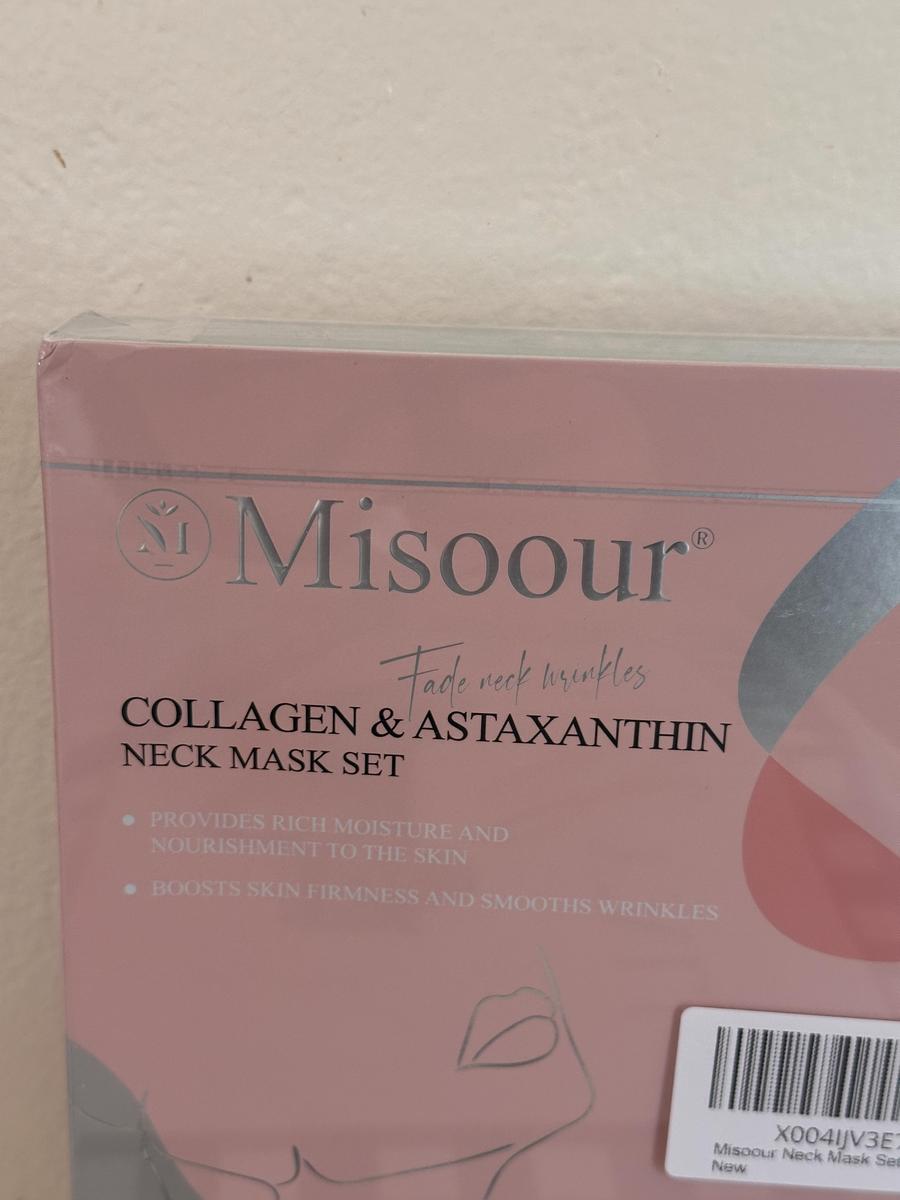 M
Misoour®
Fade neck wrinkles
COLLAGEN & ASTAXANTHIN
NECK MASK SET
• PROVIDES RICH MOISTURE AND
NOURISHMENT TO THE SKIN
• BOOSTS SKIN FIRMNESS AND SMOOTHS WRINKLES
X004IJV3E
Misoour Neck Mask Set
New